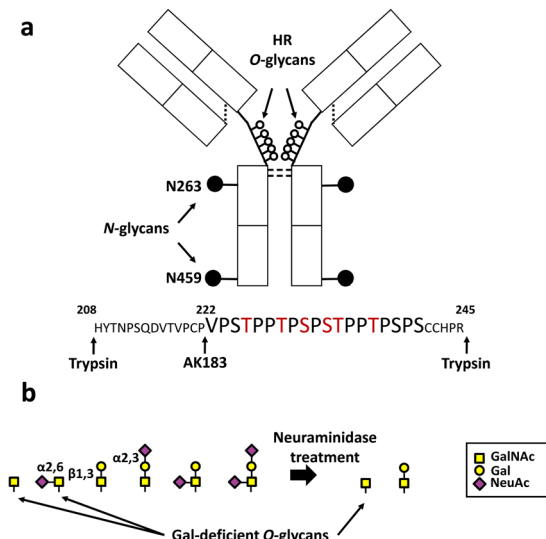 a
HR
O-glycans
N263
N-glycans
N459
208 222 245
HYTNPSQDVTVPCPVPSTPPTPSPSTPPTPSPSCCHPR
Trypsin AK183 Trypsin
b
α2,6 β1,3 α2,3
Neuraminidase
treatment
GalNAc
Gal
NeuAc
Gal-deficient O-glycans